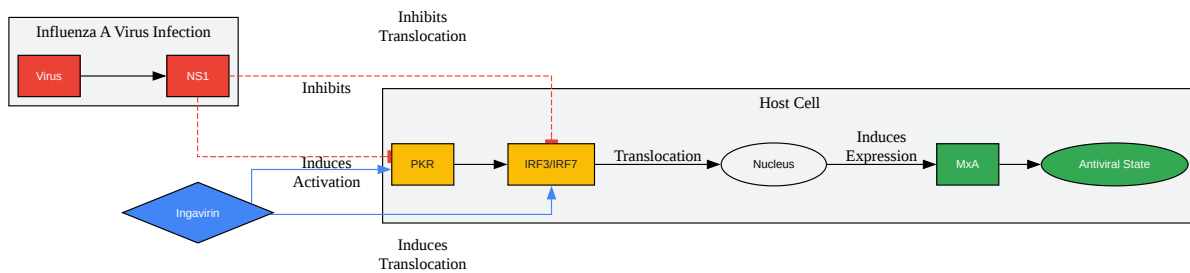 Inhibits
Translocation
Influenza A Virus Infection
Virus
NS1
Inhibits
Host Cell
Induces
Activation
PKR
IRF3/IRF7
Translocation
Nucleus
Induces
Expression
MxA
Antiviral State
Ingavirin
Induces
Translocation